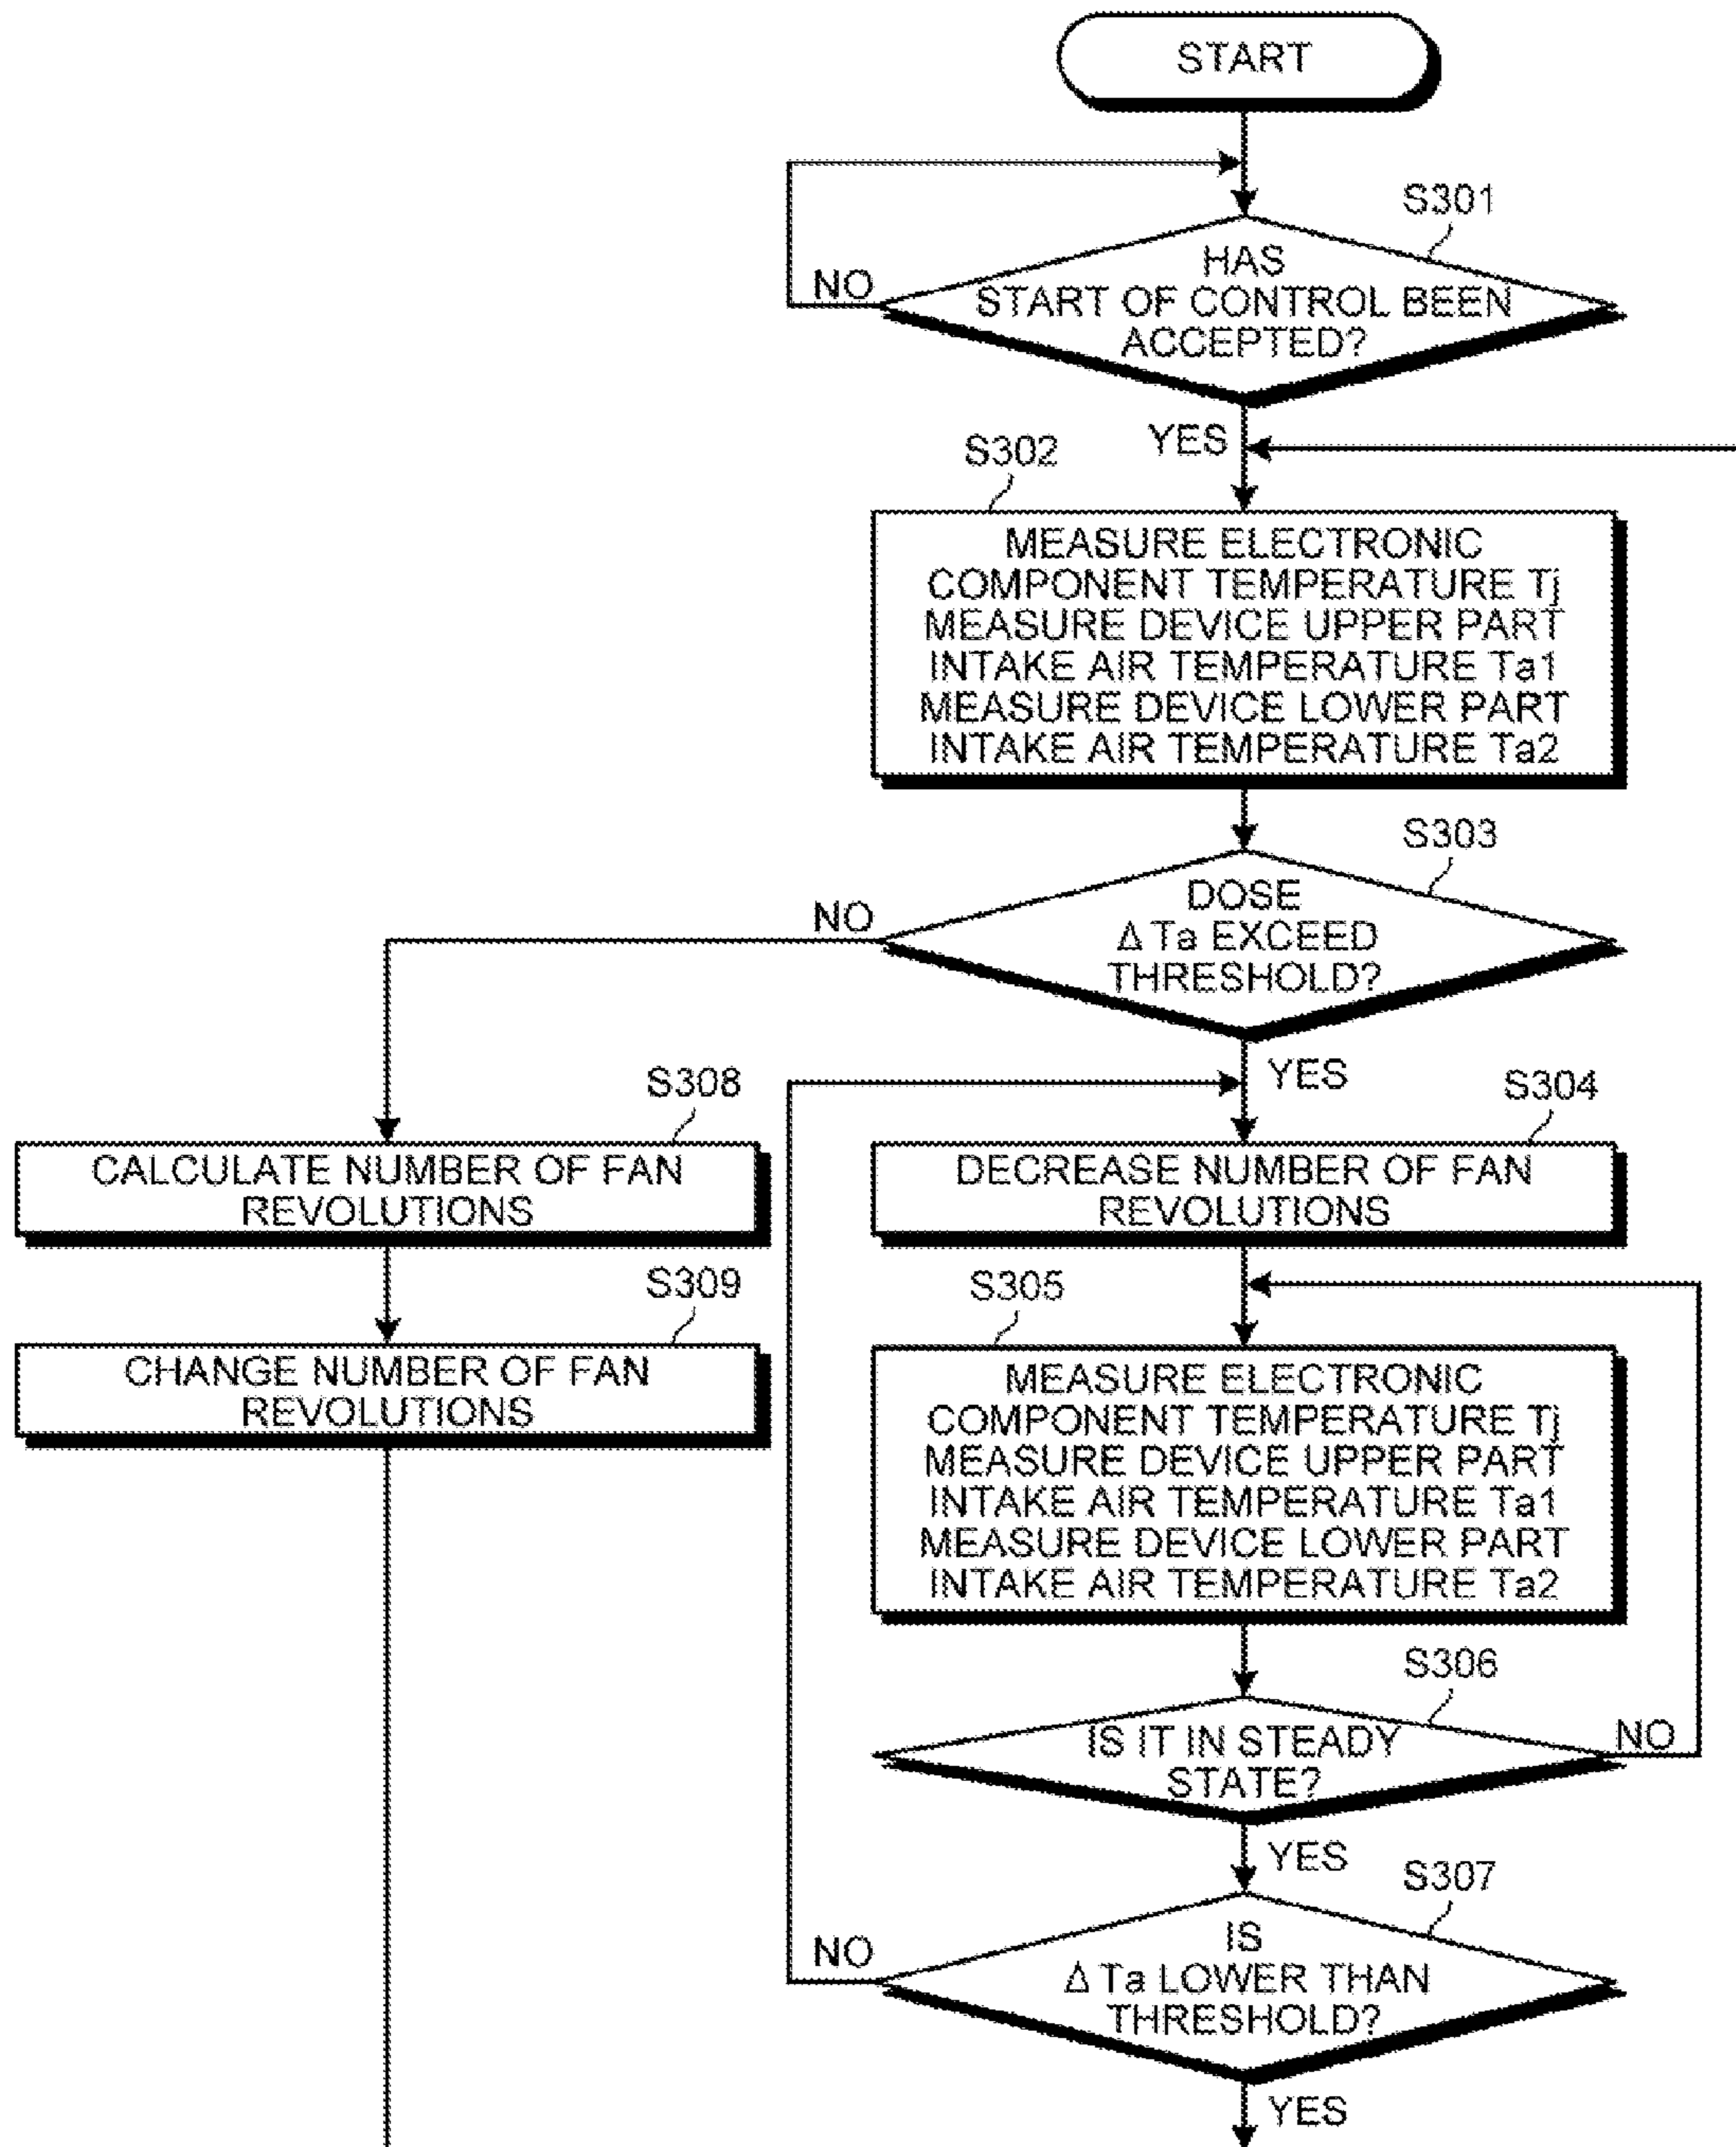 START
S301
HAS
START OF CONTROL BEEN
ACCEPTED?
NO
YES
S302
MEASURE ELECTRONIC
COMPONENT TEMPERATURE Tj
MEASURE DEVICE UPPER PART
INTAKE AIR TEMPERATURE Ta1
MEASURE DEVICE LOWER PART
INTAKE AIR TEMPERATURE Ta2
S303
DOSE
Δ Ta EXCEED
THRESHOLD?
NO
YES
S308
CALCULATE NUMBER OF FAN
REVOLUTIONS
S309
CHANGE NUMBER OF FAN
REVOLUTIONS
S304
DECREASE NUMBER OF FAN
REVOLUTIONS
S305
MEASURE ELECTRONIC
COMPONENT TEMPERATURE Tj
MEASURE DEVICE UPPER PART
INTAKE AIR TEMPERATURE Ta1
MEASURE DEVICE LOWER PART
INTAKE AIR TEMPERATURE Ta2
S306
IS IT IN STEADY
STATE?
NO
YES
S307
IS
Δ Ta LOWER THAN
THRESHOLD?
NO
YES